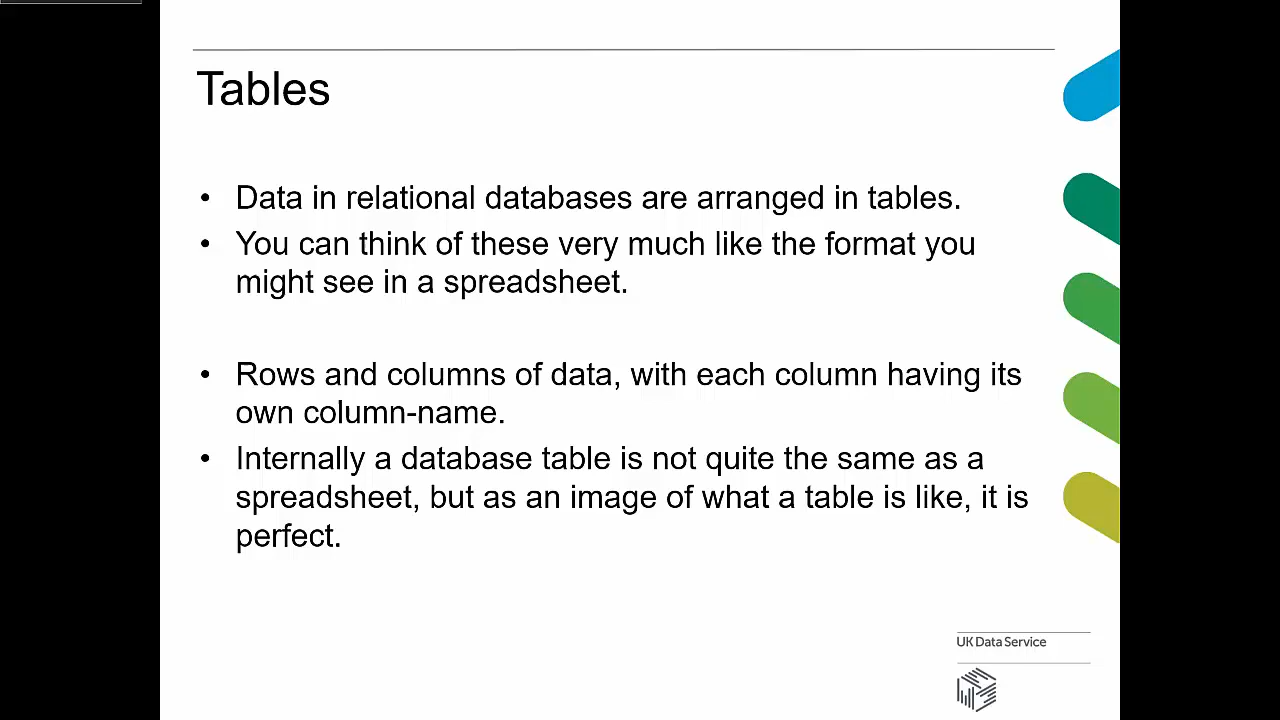 Tables
• Data in relational databases are arranged in tables.
• You can think of these very much like the format you
might see in a spreadsheet.
• Rows and columns of data, with each column having its
own column-name.
• Internally a database table is not quite the same as a
spreadsheet, but as an image of what a table is like, it is
perfect.
UK Data Service